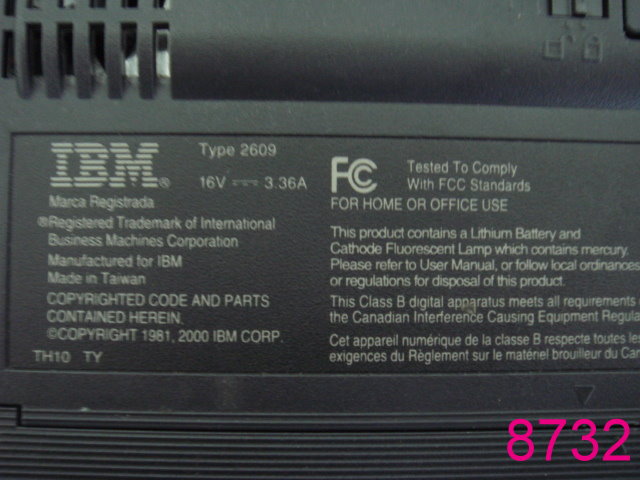 IBM®
Type 2609
16V 3.36A
Marca Registrada
®Registered Trademark of International
Business Machines Corporation
Manufactured for IBM
Made in Taiwan
COPYRIGHTED CODE AND PARTS
CONTAINED HEREIN.
©COPYRIGHT 1981, 2000 IBM CORP.
TH10 TY
FC
Tested To Comply
With FCC Standards
FOR HOME OR OFFICE USE
This product contains a Lithium Battery and
Cathode Fluorescent Lamp which contains mercury.
Please refer to User Manual, or follow local ordinances
or regulations for disposal of this product.
This Class B digital apparatus meets all requirements
the Canadian Interference Causing Equipment Regula
Cet appareil numérique de la classe B respecte toutes les
exigences du Règlement sur le matériel brouilleur du Can
8732